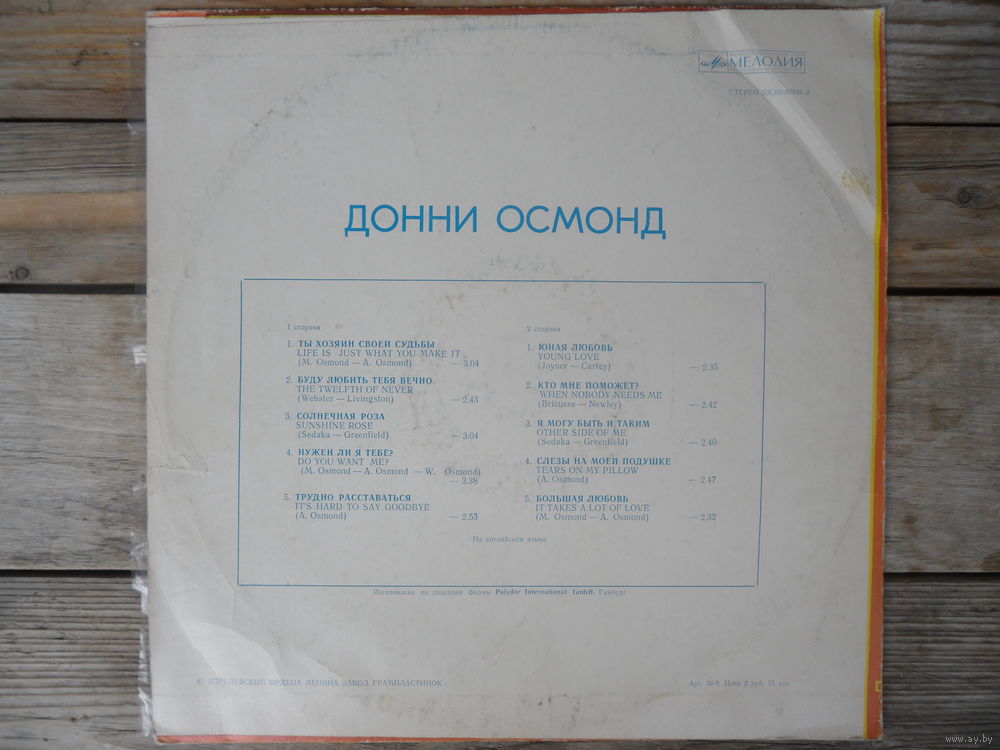 МЕЛОДИЯ
СТЕРЕО 33С60-07641-2
ДОННИ ОСМОНД
1 сторона
1. ТЫ ХОЗЯИН СВОЕЙ СУДЬБЫ
LIFE IS JUST WHAT YOU MAKE IT
(M. Osmond — A. Osmond) — 3.04
2. БУДУ ЛЮБИТЬ ТЕБЯ ВЕЧНО
THE TWELFTH OF NEVER
(Webster — Livingston) — 2.43
3. СОЛНЕЧНАЯ РОЗА
SUNSHINE ROSE
(Sedaka — Greenfield) — 3.04
4. НУЖЕН ЛИ Я ТЕБЕ?
DO YOU WANT ME?
(M. Osmond — A. Osmond — W. Osmond)
— 3.38
5. ТРУДНО РАССТАВАТЬСЯ
IT'S HARD TO SAY GOODBYE
(A. Osmond) — 2.53
2 сторона
1. ЮНАЯ ЛЮБОВЬ
YOUNG LOVE
(Joyner — Cartey) — 2.35
2. КТО МНЕ ПОМОЖЕТ?
WHEN NOBODY NEEDS ME
(Bricusse — Newley) — 2.42
3. Я МОГУ БЫТЬ И ТАКИМ
OTHER SIDE OF ME
(Sedaka — Greenfield) — 2.40
4. СЛЕЗЫ НА МОЕЙ ПОДУШКЕ
TEARS ON MY PILLOW
(A. Osmond) — 2.47
5. БОЛЬШАЯ ЛЮБОВЬ
IT TAKES A LOT OF LOVE
(M. Osmond — A. Osmond) — 2.32
На английском языке
Изготовлено по лицензии фирмы Polydor International GmbH, Гамбург
© АПРЕЛЕВСКИЙ ОРДЕНА ЛЕНИНА ЗАВОД ГРАМПЛАСТИНОК
Арт. 36-8. Цена 2 руб. 15 коп.
www.ay.by